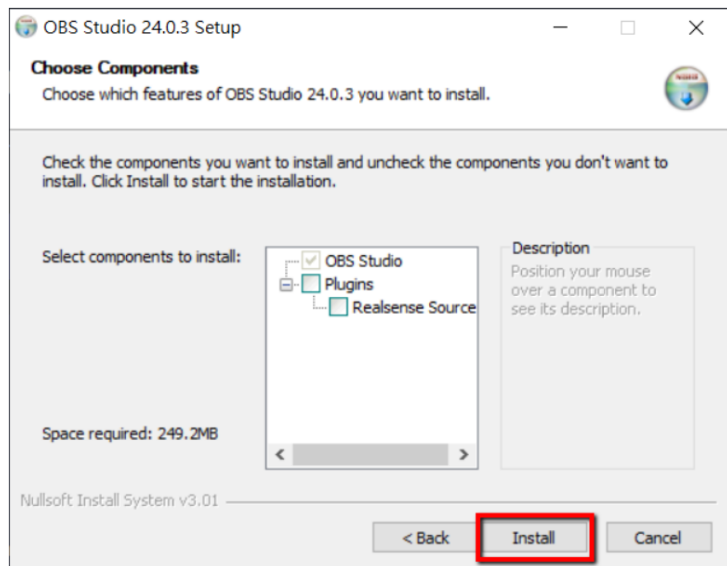 OBS Studio 24.0.3 Setup
Choose Components
Choose which features of OBS Studio 24.0.3 you want to install.
Check the components you want to install and uncheck the components you don't want to
install. Click Install to start the installation.
Select components to install:
OBS Studio
Plugins
Realsense Source
Description
Position your mouse
over a component to
see its description.
Space required: 249.2MB
Nullsoft Install System v3.01
< Back
Install
Cancel